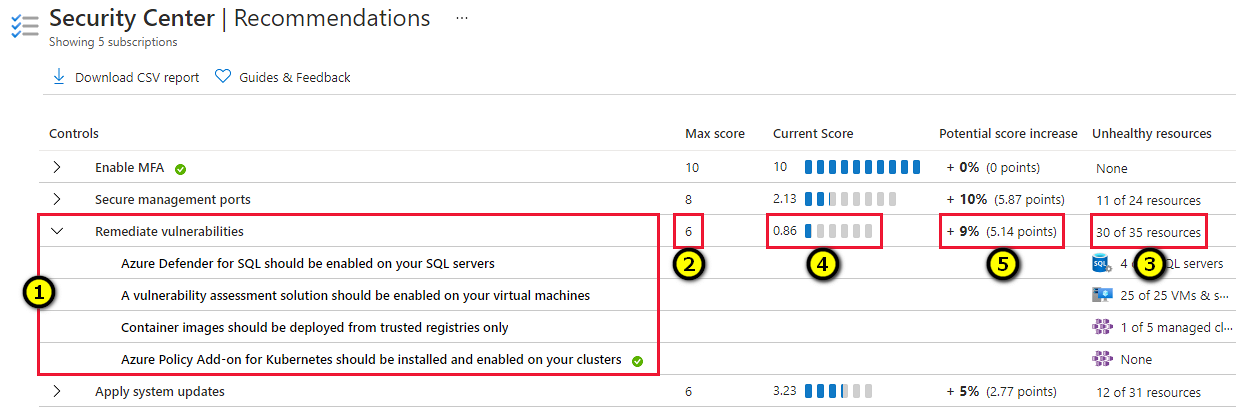 Security Center | Recommendations ...
Showing 5 subscriptions
Download CSV report Guides & Feedback
Controls Max score Current Score Potential score increase Unhealthy resources
Enable MFA 10 10 + 0% (0 points) None
Secure management ports 8 2.13 + 10% (5.87 points) 11 of 24 resources
Remediate vulnerabilities 6 0.86 + 9% (5.14 points) 30 of 35 resources
2 4 5 3
Azure Defender for SQL should be enabled on your SQL servers SQL 4 servers
1
A vulnerability assessment solution should be enabled on your virtual machines 25 of 25 VMs & s...
Container images should be deployed from trusted registries only 1 of 5 managed cl...
Azure Policy Add-on for Kubernetes should be installed and enabled on your clusters None
Apply system updates 6 3.23 + 5% (2.77 points) 12 of 31 resources